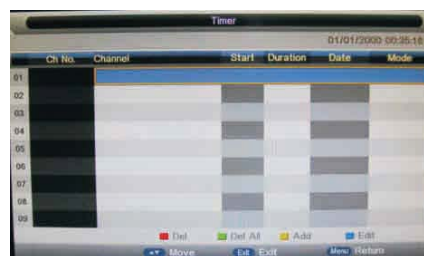 Timer
01/01/2000 00:35:16
Ch No. Channel Start Duration Date Mode
01
02
03
04
05
06
07
08
09
Del Del All Add Edit
Move Exit Exit Menu Return